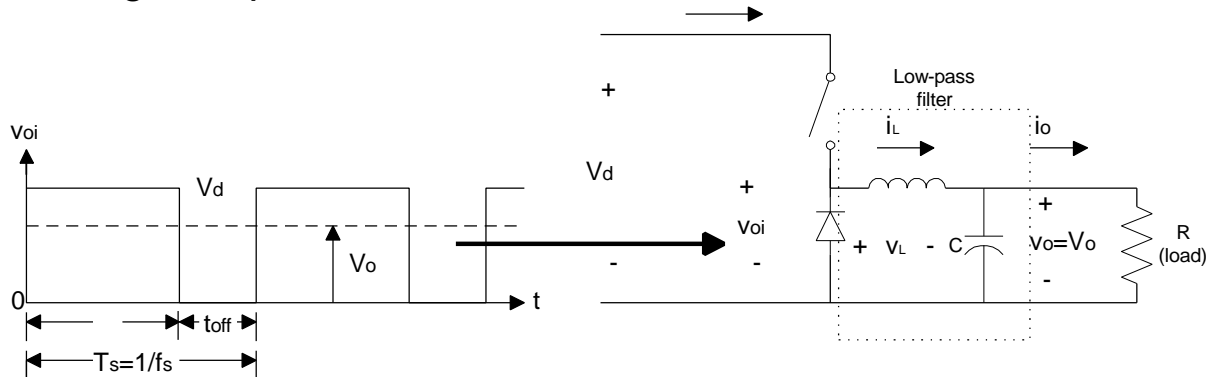 voi
Vd
Vo
0
t
toff
Ts=1/fs
+
Vd
-
+
voi
-
Low-pass
filter
iL
io
+ vL -
C
+
vo=Vo
-
R
(load)